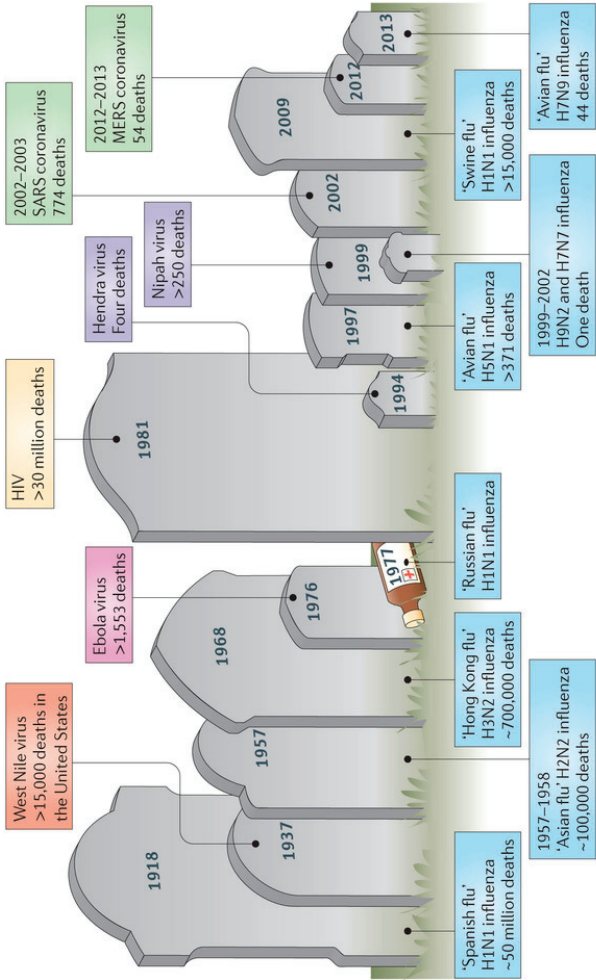 West Nile virus
>15,000 deaths in
the United States
Ebola virus
>1,553 deaths
HIV
>30 million deaths
Hendra virus
Four deaths
Nipah virus
>250 deaths
2002–2003
SARS coronavirus
774 deaths
2012–2013
MERS coronavirus
54 deaths
1918
1937
1957
1968
1976
1977
1981
1994
1997
1999
2002
2009
2012
2013
‘Spanish flu’
H1N1 influenza
~50 million deaths
1957–1958
‘Asian flu’ H2N2 influenza
~100,000 deaths
‘Hong Kong flu’
H3N2 influenza
~700,000 deaths
‘Russian flu’
H1N1 influenza
‘Avian flu’
H5N1 influenza
>371 deaths
1999–2002
H9N2 and H7N7 influenza
One death
‘Swine flu’
H1N1 influenza
>15,000 deaths
‘Avian flu’
H7N9 influenza
44 deaths